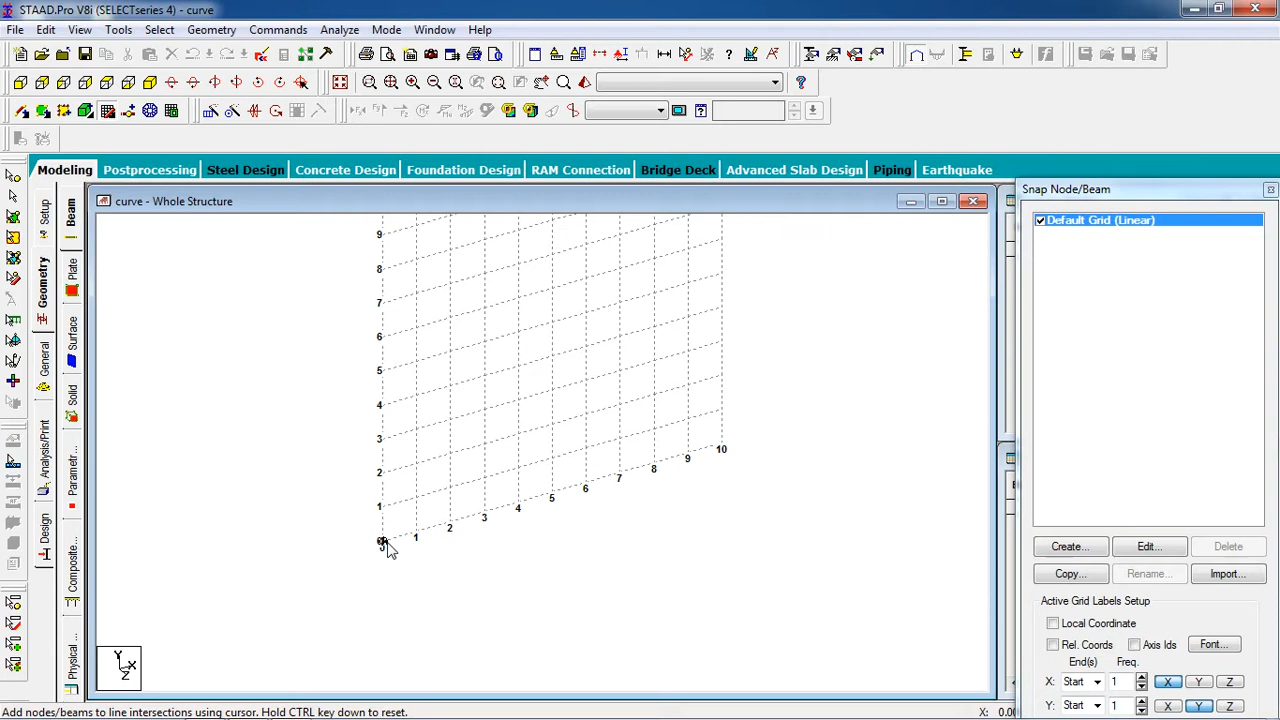 STAAD.Pro V8i (SELECTseries 4) - curve
File Edit View Tools Select Geometry Commands Analyze Mode Window Help
Modeling Postprocessing Steel Design Concrete Design Foundation Design RAM Connection Bridge Deck Advanced Slab Design Piping Earthquake
Setup
Geometry
General
Analysis/Print
Design
Beam
Plate
Surface
Solid
Parametr...
Composite...
Physical ...
curve - Whole Structure
9
8
7
6
5
4
3
2
1
1 2 3 4 5 6 7 8 9 10
Y
X
Z
Snap Node/Beam
Default Grid (Linear)
Create... Edit... Delete
Copy... Rename... Import...
Active Grid Labels Setup
Local Coordinate
Rel. Coords Axis Ids Font...
End(s) Freq.
X: Start 1 X Y Z
Y: Start 1 X Y Z
Add nodes/beams to line intersections using cursor. Hold CTRL key down to reset.